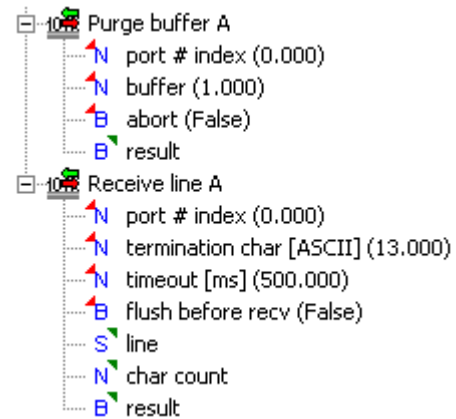 Purge buffer A
N port # index (0.000)
N buffer (1.000)
B abort (False)
B result
Receive line A
N port # index (0.000)
N termination char [ASCII] (13.000)
N timeout [ms] (500.000)
B flush before recv (False)
S line
N char count
B result